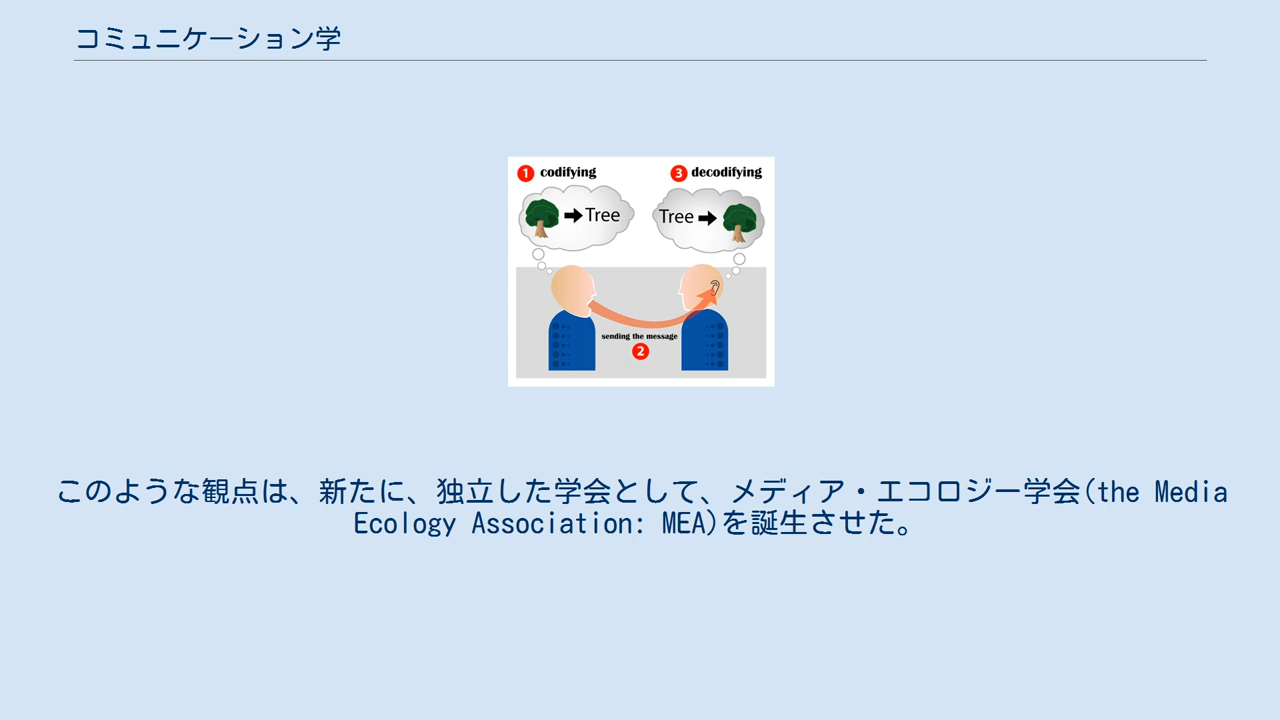 コミュニケーション学
1 codifying
3 decodifying
Tree
Tree
sending the message
2
このような観点は、新たに、独立した学会として、メディア・エコロジー学会(the Media
Ecology Association: MEA)を誕生させた。